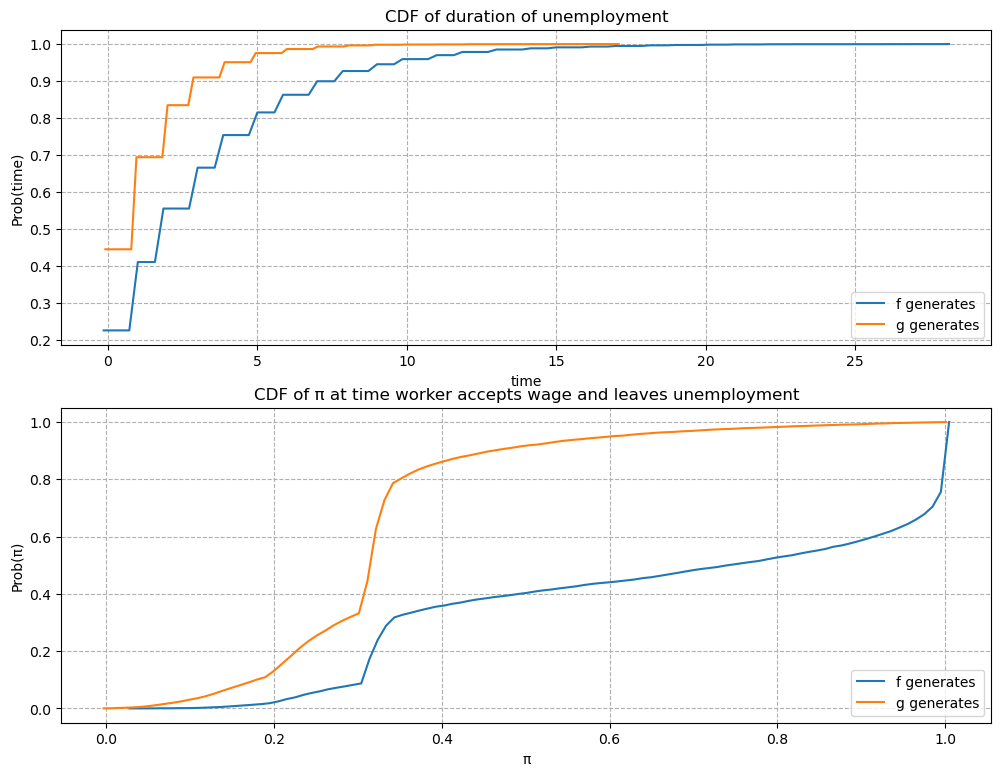 CDF of duration of unemployment
Prob(time)
1.0
0.9
0.8
0.7
0.6
0.5
0.4
0.3
0.2
f generates
g generates
0 5 10 15 20 25
time
CDF of π at time worker accepts wage and leaves unemployment
Prob(π)
1.0
0.8
0.6
0.4
0.2
0.0
f generates
g generates
0.0 0.2 0.4 0.6 0.8 1.0
π